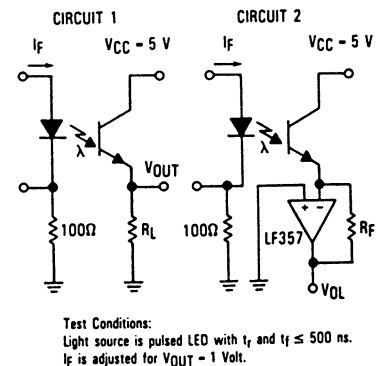 CIRCUIT 1
CIRCUIT 2
IF
VCC = 5 V
IF
VCC = 5 V
λ
λ
VOUT
100Ω
RL
100Ω
+ -
LF357
RF
VOL
Test Conditions:
Light source is pulsed LED with tr and tf ≤ 500 ns.
IF is adjusted for VOUT = 1 Volt.